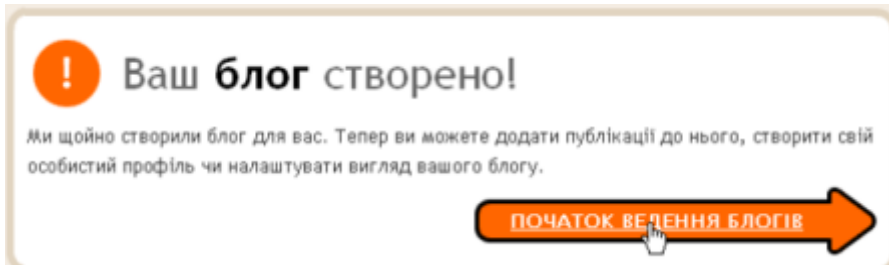 !
Ваш блог створено!
Ми щойно створили блог для вас. Тепер ви можете додати публікації до нього, створити свій
особистий профіль чи налаштувати вигляд вашого блогу.
ПОЧАТОК ВЕДЕННЯ БЛОГІВ